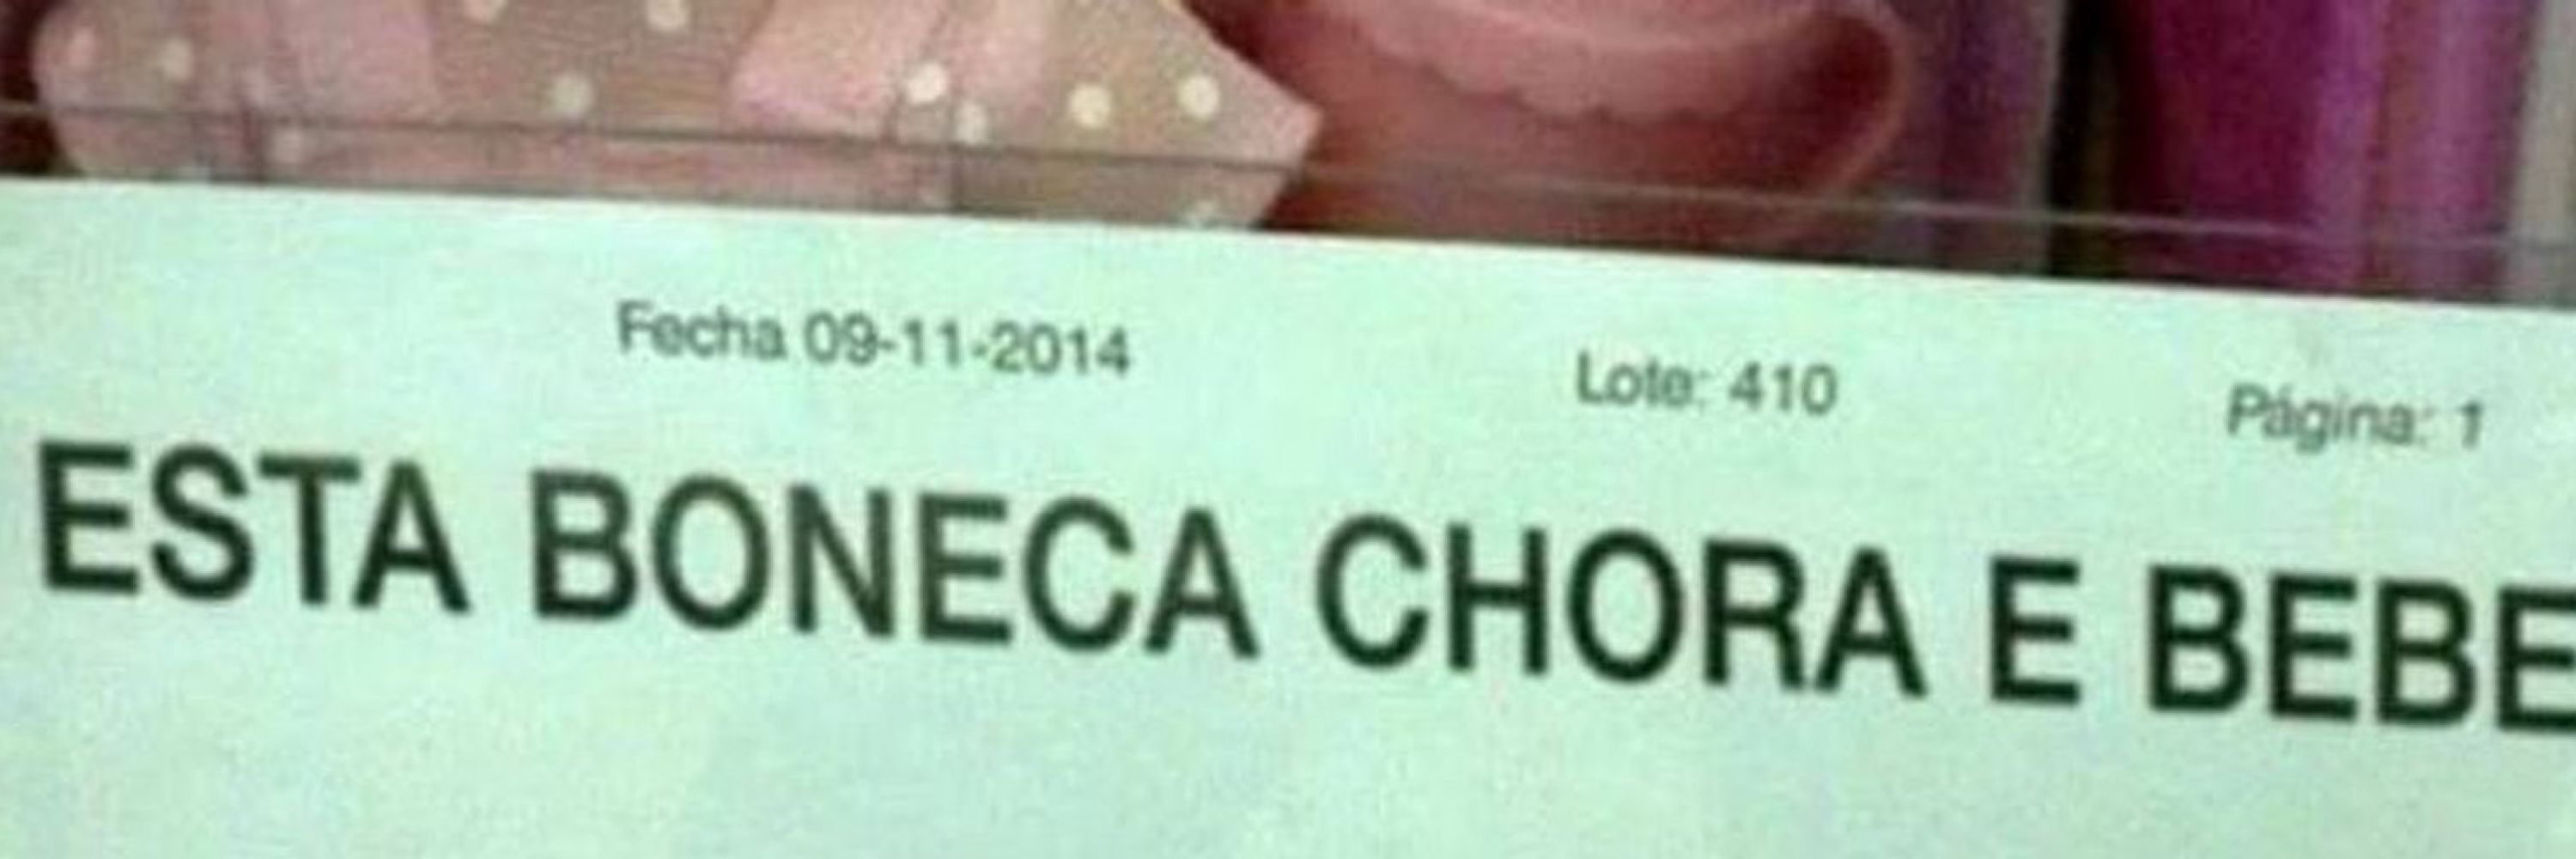 Fecha 09-11-2014 Lote: 410 Página: 1
ESTA BONECA CHORA E BEBE